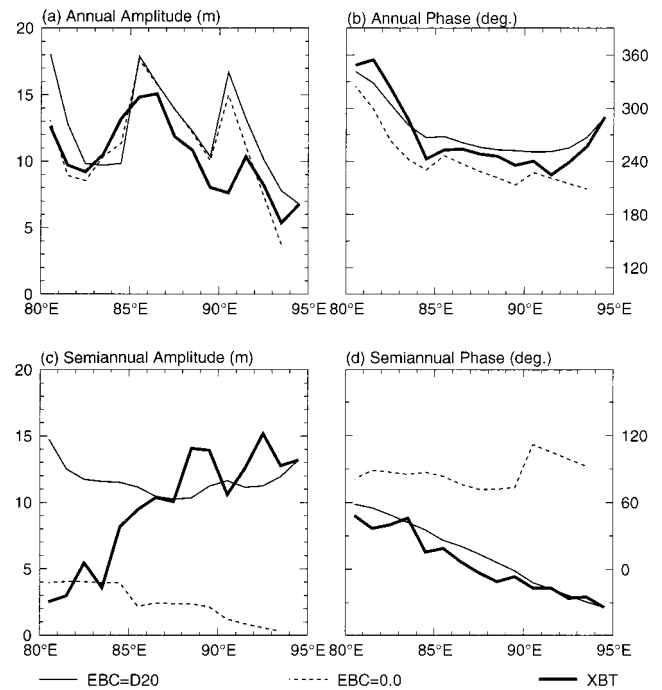 (a) Annual Amplitude (m)
(b) Annual Phase (deg.)
20
15
10
5
0
360
300
240
180
120
80°E 85°E 90°E 95°E
80°E 85°E 90°E 95°E
(c) Semiannual Amplitude (m)
(d) Semiannual Phase (deg.)
20
15
10
5
0
120
60
0
80°E 85°E 90°E 95°E
80°E 85°E 90°E 95°E
EBC=D20 EBC=0.0 XBT